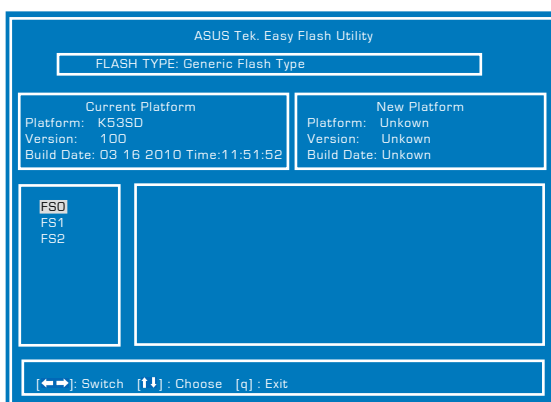 ASUS Tek. Easy Flash Utility
FLASH TYPE: Generic Flash Type
Current Platform
Platform: K53SD
Version: 100
Build Date: 03 16 2010 Time:11:51:52
New Platform
Platform: Unkown
Version: Unkown
Build Date: Unkown
FS0
FS1
FS2
[←→]: Switch [↑↓] : Choose [q] : Exit